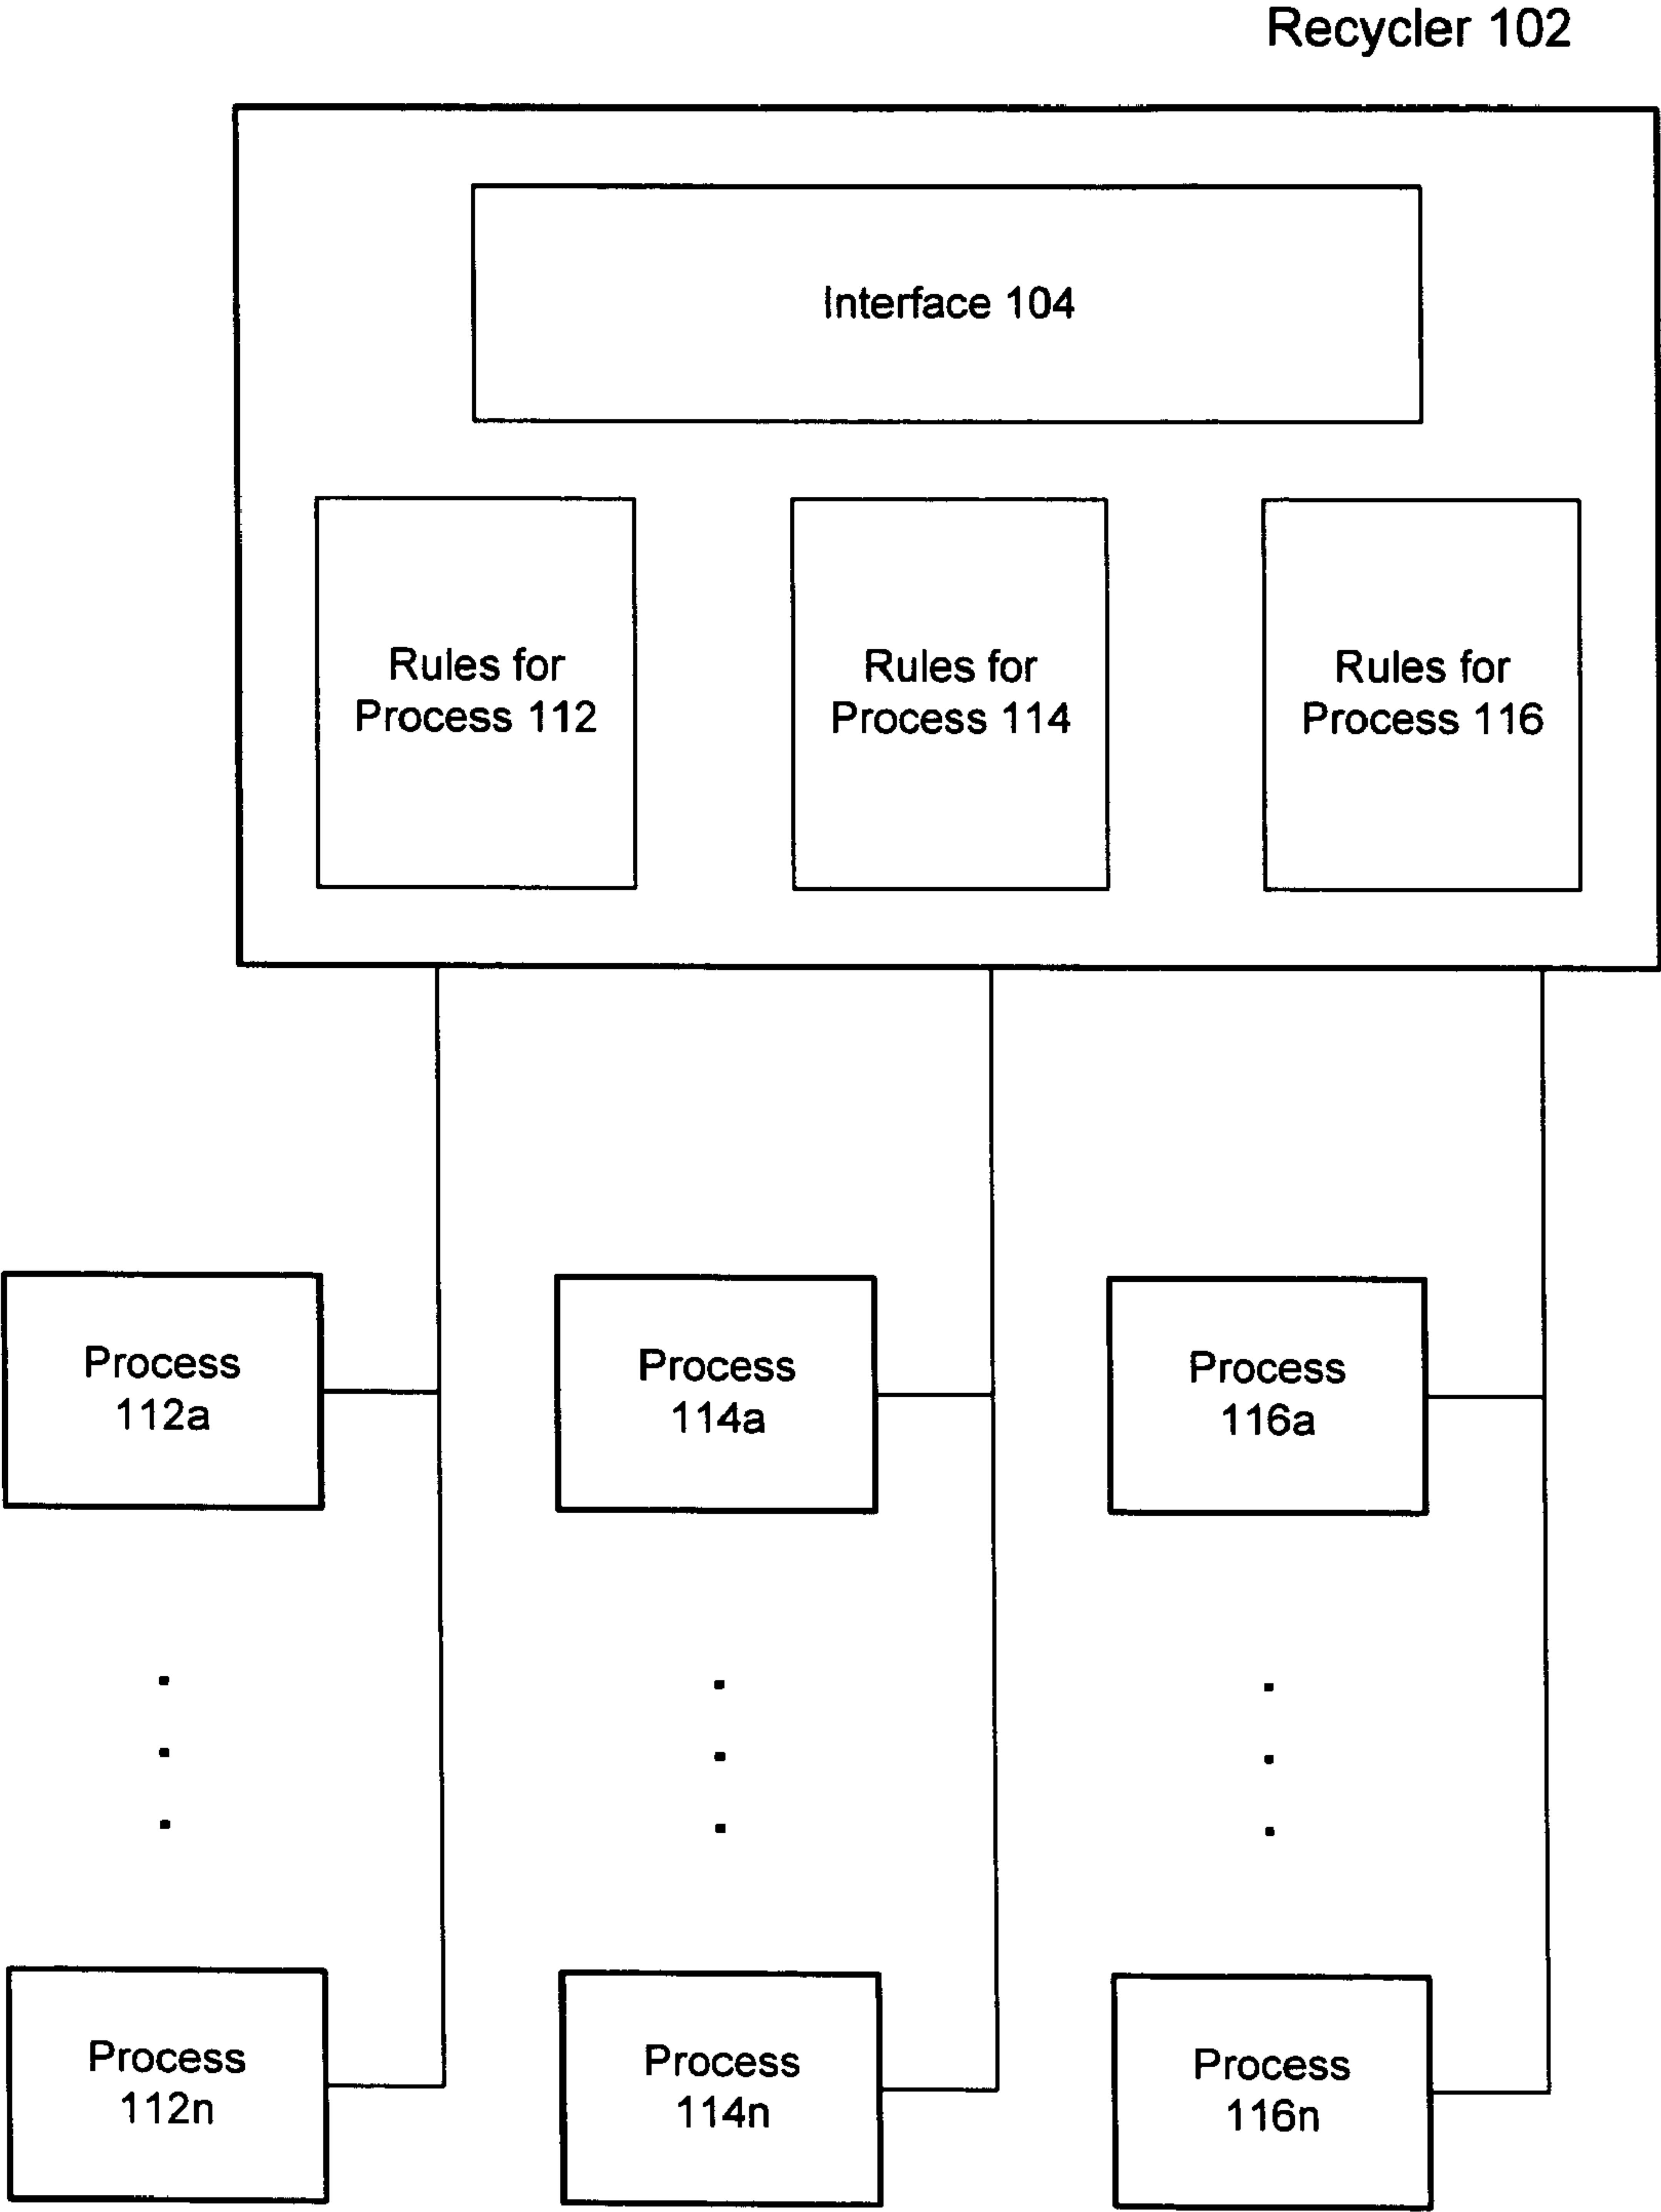 Recycler 102
Interface 104
Rules for
Process 112
Rules for
Process 114
Rules for
Process 116
Process
112a
Process
114a
Process
116a
Process
112n
Process
114n
Process
116n